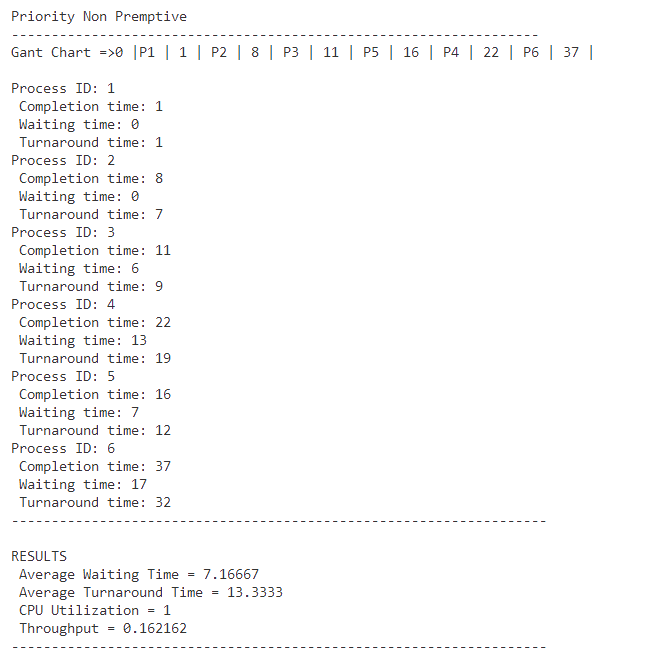 Priority Non Premptive
------------------------------------------------------------------
Gant Chart =>0 |P1 | 1 | P2 | 8 | P3 | 11 | P5 | 16 | P4 | 22 | P6 | 37 |
Process ID: 1
Completion time: 1
Waiting time: 0
Turnaround time: 1
Process ID: 2
Completion time: 8
Waiting time: 0
Turnaround time: 7
Process ID: 3
Completion time: 11
Waiting time: 6
Turnaround time: 9
Process ID: 4
Completion time: 22
Waiting time: 13
Turnaround time: 19
Process ID: 5
Completion time: 16
Waiting time: 7
Turnaround time: 12
Process ID: 6
Completion time: 37
Waiting time: 17
Turnaround time: 32
-------------------------------------------------------------------
RESULTS
Average Waiting Time = 7.16667
Average Turnaround Time = 13.3333
CPU Utilization = 1
Throughput = 0.162162
-------------------------------------------------------------------